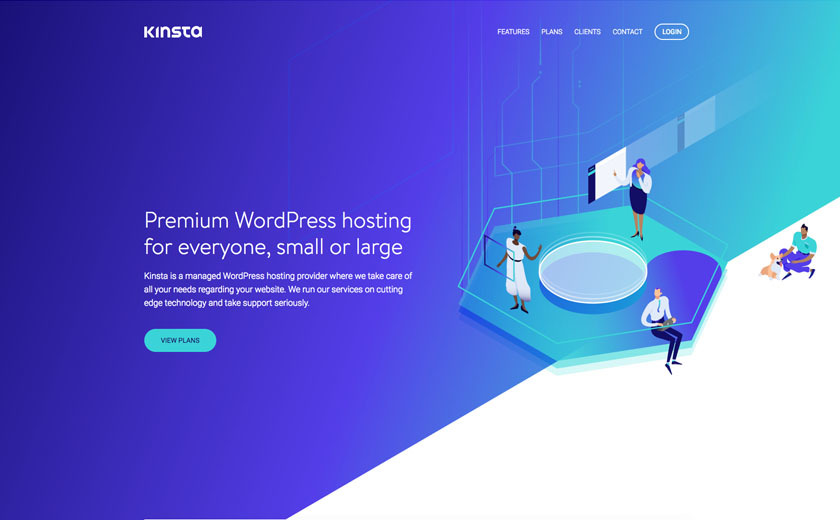 KINSTA
FEATURES PLANS CLIENTS CONTACT LOGIN
Premium WordPress hosting
for everyone, small or large
Kinsta is a managed WordPress hosting provider where we take care of
all your needs regarding your website. We run our services on cutting
edge technology and take support seriously.
VIEW PLANS